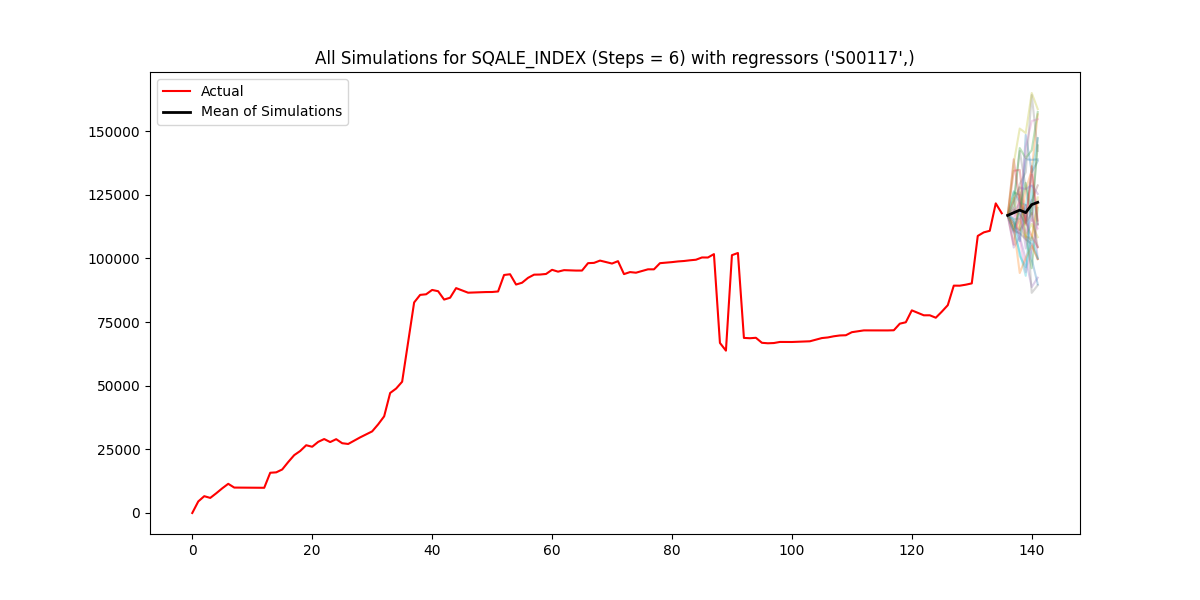 All Simulations for SQALE_INDEX (Steps = 6) with regressors ('S00117',)
Actual
Mean of Simulations
150000
125000
100000
75000
50000
25000
0
0 20 40 60 80 100 120 140